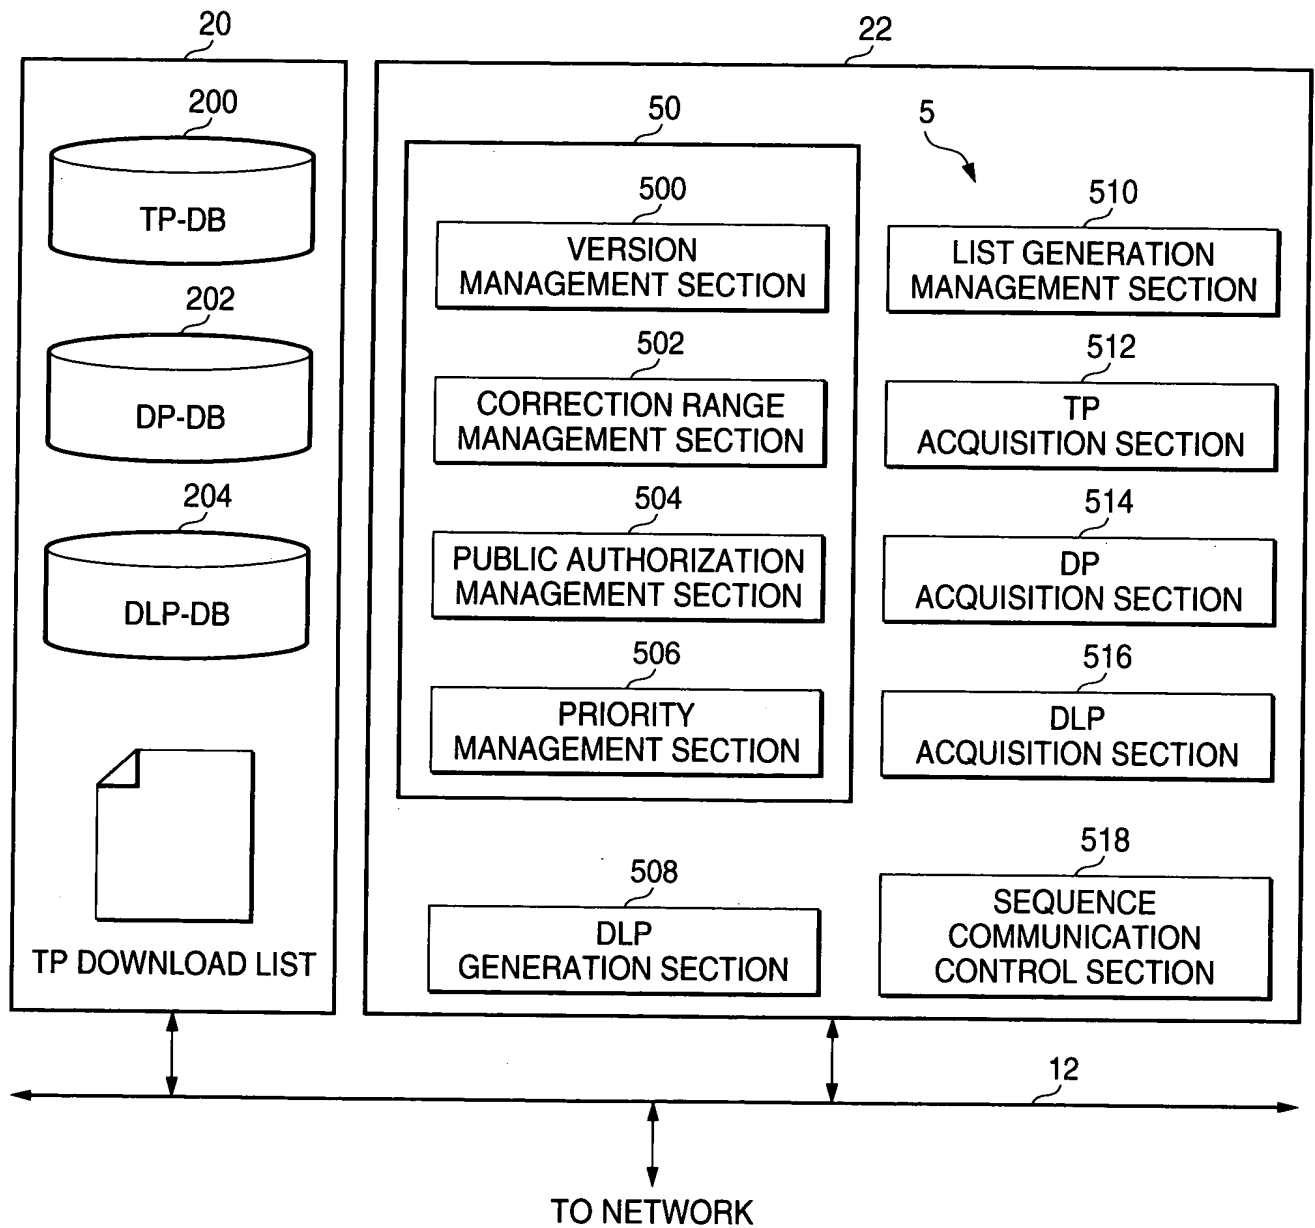 20
200
TP-DB
202
DP-DB
204
DLP-DB
TP DOWNLOAD LIST
22
5
50
500
VERSION
MANAGEMENT SECTION
502
CORRECTION RANGE
MANAGEMENT SECTION
504
PUBLIC AUTHORIZATION
MANAGEMENT SECTION
506
PRIORITY
MANAGEMENT SECTION
508
DLP
GENERATION SECTION
510
LIST GENERATION
MANAGEMENT SECTION
512
TP
ACQUISITION SECTION
514
DP
ACQUISITION SECTION
516
DLP
ACQUISITION SECTION
518
SEQUENCE
COMMUNICATION
CONTROL SECTION
12
TO NETWORK